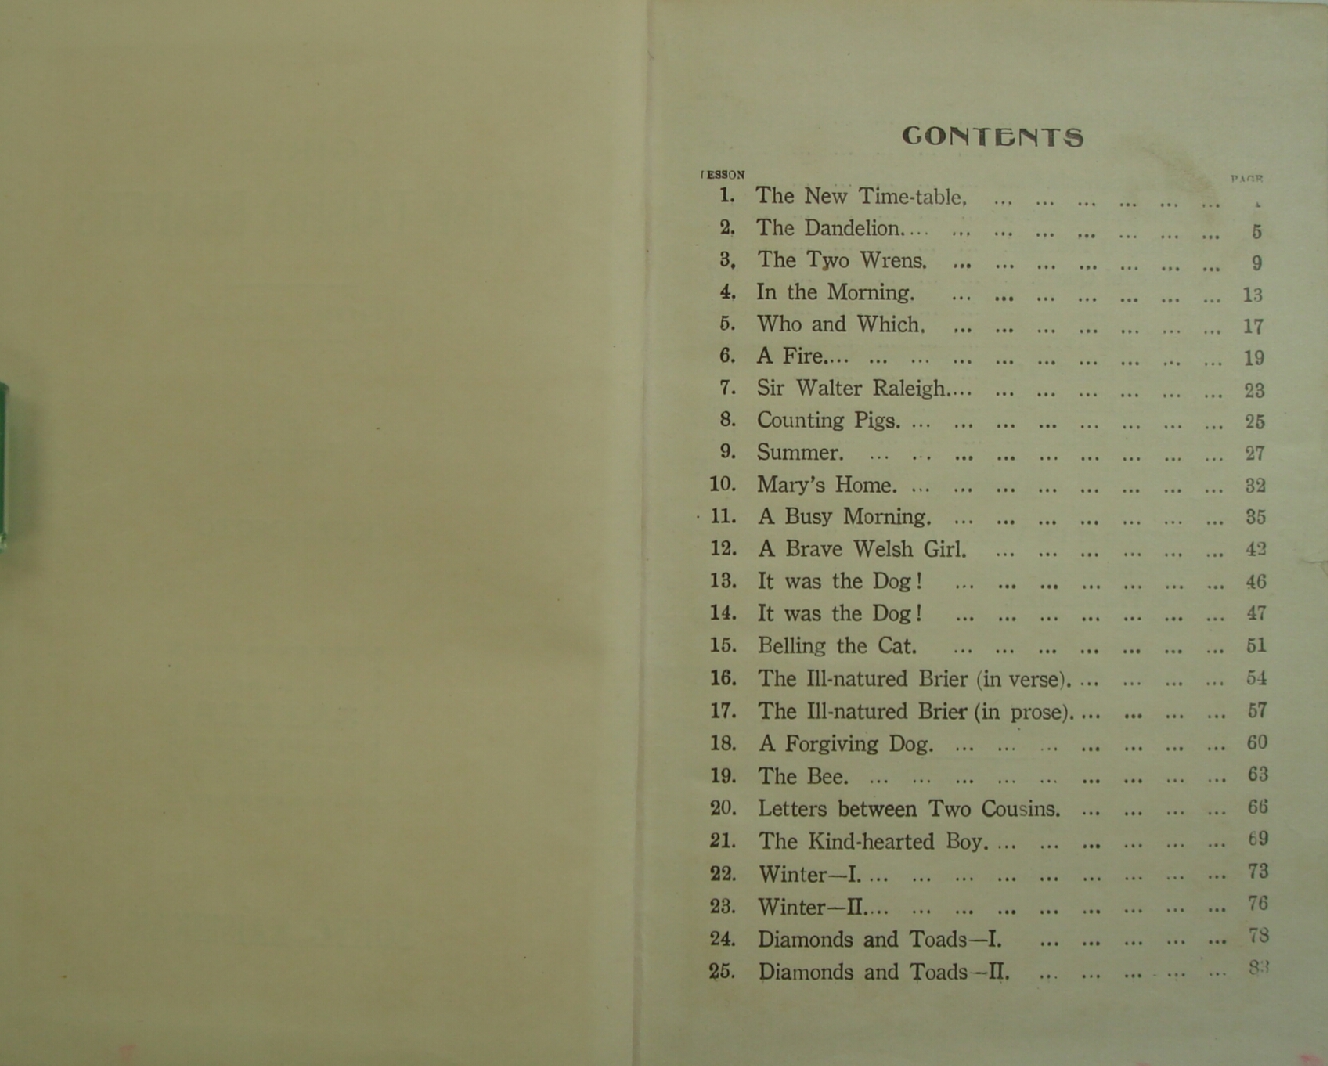 CONTENTS
LESSON PAGE
1. The New Time-table. ... ... ... ... ... ...
2. The Dandelion.... ... ... ... ... ... ... ... 5
3. The Two Wrens. ... ... ... ... ... ... ... 9
4. In the Morning. ... ... ... ... ... ... ... 13
5. Who and Which. ... ... ... ... ... ... ... 17
6. A Fire.... ... ... ... ... ... ... ... ... ... 19
7. Sir Walter Raleigh.... ... ... ... ... ... ... 23
8. Counting Pigs. ... ... ... ... ... ... ... ... 25
9. Summer. ... ... ... ... ... ... ... ... ... 27
10. Mary's Home. ... ... ... ... ... ... ... ... 32
11. A Busy Morning. ... ... ... ... ... ... ... 35
12. A Brave Welsh Girl. ... ... ... ... ... ... 42
13. It was the Dog! ... ... ... ... ... ... ... 46
14. It was the Dog! ... ... ... ... ... ... ... 47
15. Belling the Cat. ... ... ... ... ... ... ... 51
16. The Ill-natured Brier (in verse). ... ... ... ... 54
17. The Ill-natured Brier (in prose). ... ... ... ... 57
18. A Forgiving Dog. ... ... ... ... ... ... ... 60
19. The Bee. ... ... ... ... ... ... ... ... ... 63
20. Letters between Two Cousins. ... ... ... ... 66
21. The Kind-hearted Boy. ... ... ... ... ... ... 69
22. Winter—I. ... ... ... ... ... ... ... ... ... 73
23. Winter—II.... ... ... ... ... ... ... ... ... 76
24. Diamonds and Toads—I. ... ... ... ... ... 78
25. Diamonds and Toads—II. ... ... ... ... ...